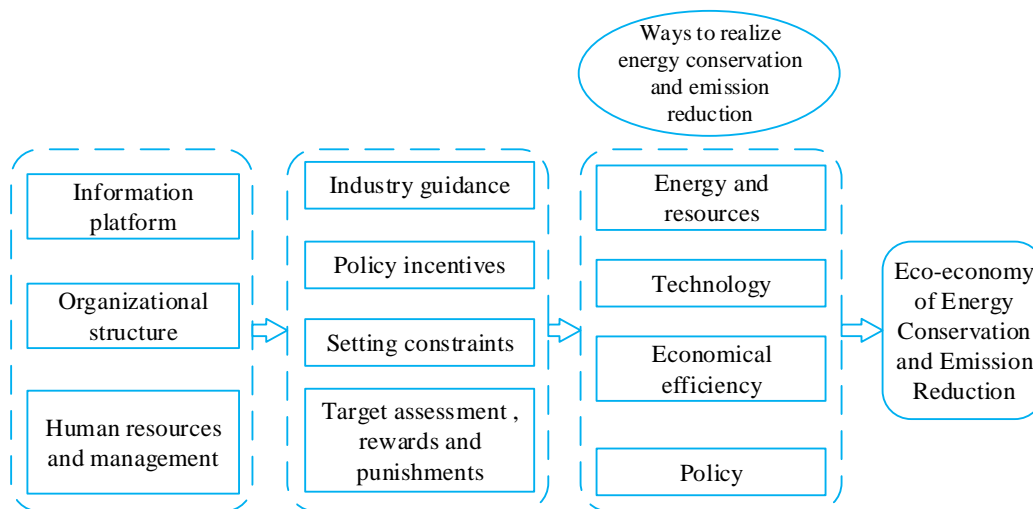 Ways to realize
energy conservation
and emission
reduction
Information
platform
Organizational
structure
Human resources
and management
Industry guidance
Policy incentives
Setting constraints
Target assessment ,
rewards and
punishments
Energy and
resources
Technology
Economical
efficiency
Policy
Eco-economy
of Energy
Conservation
and Emission
Reduction